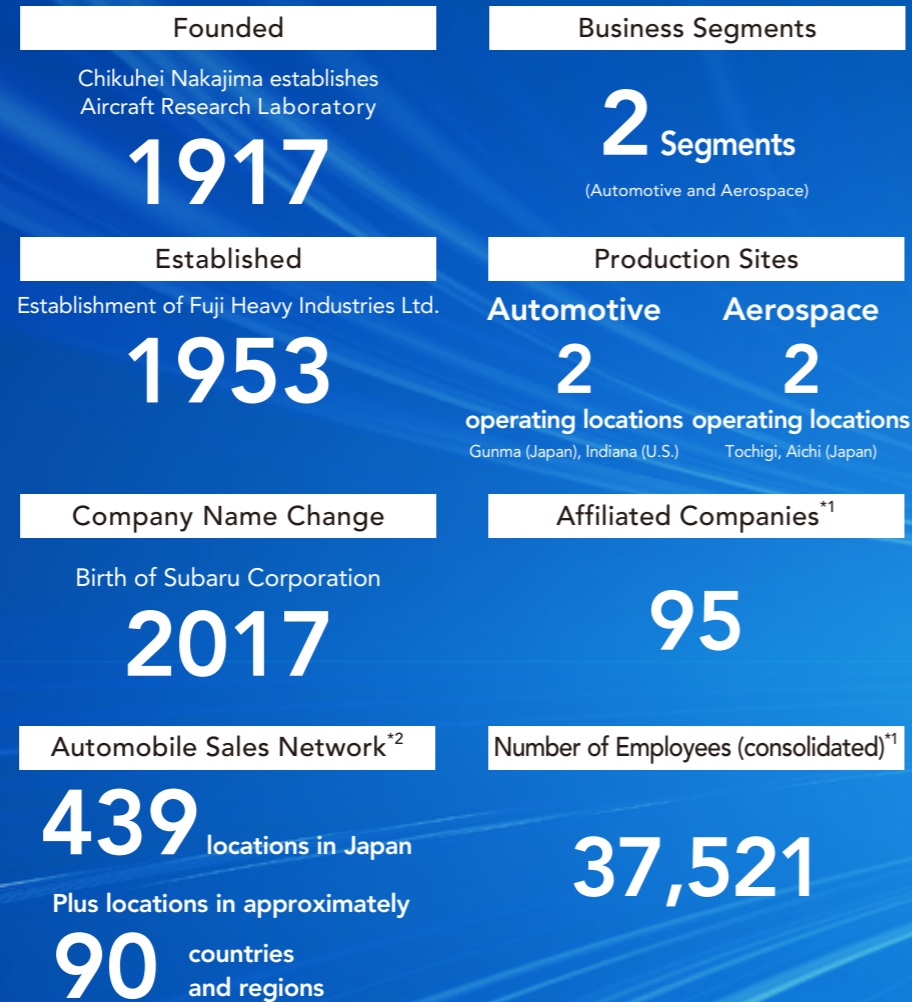 Founded
Chikuhei Nakajima establishes
Aircraft Research Laboratory
1917
Business Segments
2 Segments
(Automotive and Aerospace)
Established
Establishment of Fuji Heavy Industries Ltd.
1953
Production Sites
Automotive
2
operating locations
Gunma (Japan), Indiana (U.S.)
Aerospace
2
operating locations
Tochigi, Aichi (Japan)
Company Name Change
Birth of Subaru Corporation
2017
Affiliated Companies*1
95
Automobile Sales Network*2
439 locations in Japan
Plus locations in approximately
90 countries
and regions
Number of Employees (consolidated)*1
37,521